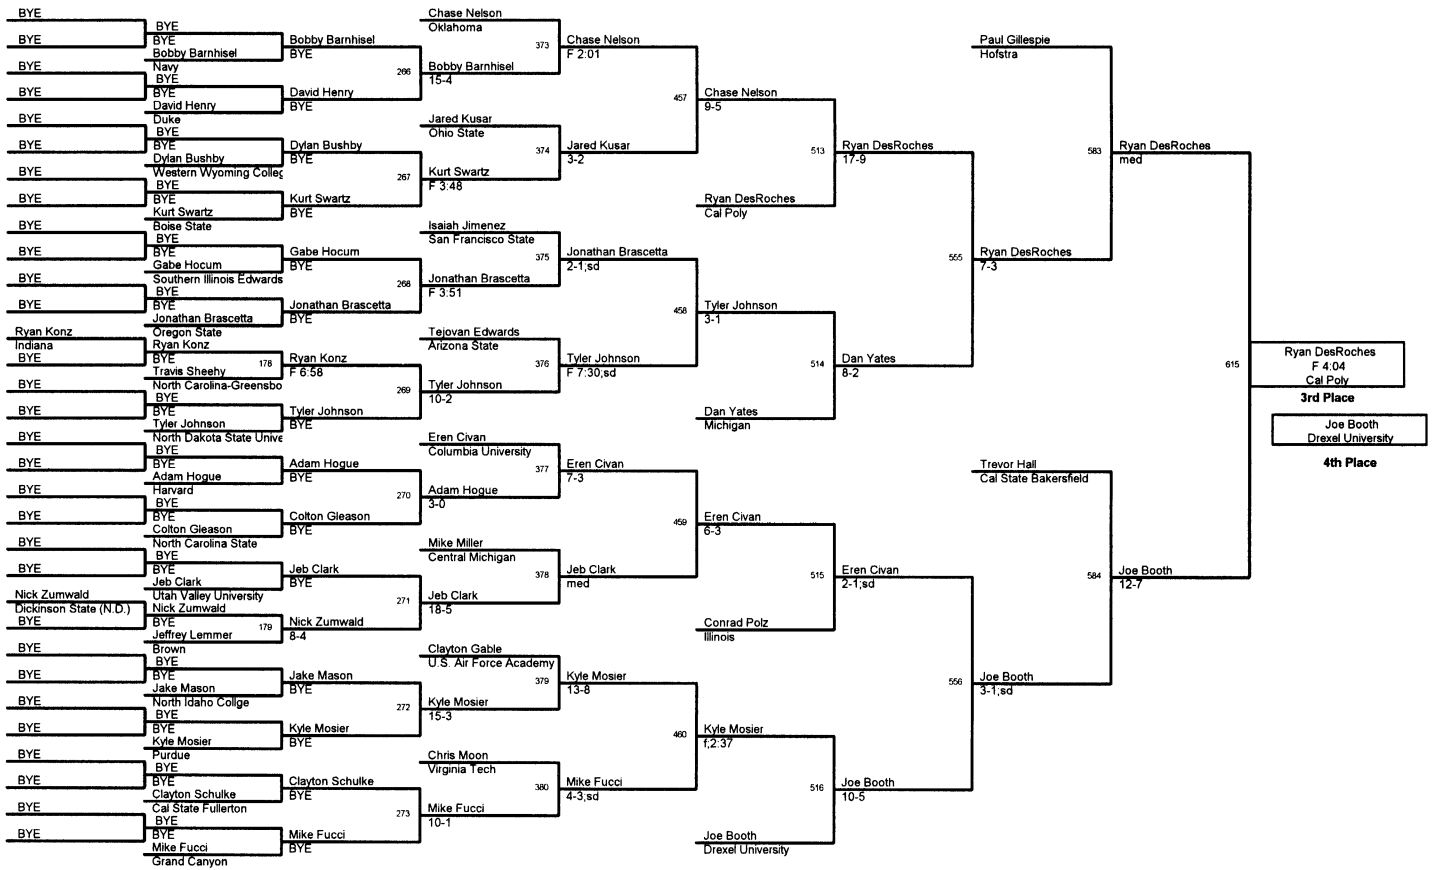 BYE
BYE
BYE
BYE
BYE
BYE
BYE
BYE
BYE
BYE
BYE
BYE
Ryan Konz
Indiana
BYE
BYE
BYE
BYE
BYE
BYE
BYE
BYE
BYE
Nick Zumwald
Dickinson State (N.D.)
BYE
BYE
BYE
BYE
BYE
BYE
BYE
BYE
BYE
BYE
BYE
Bobby Barnhisel
Navy
BYE
BYE
David Henry
Duke
BYE
BYE
Dylan Bushby
Western Wyoming Colleg
BYE
BYE
Kurt Swartz
Boise State
BYE
BYE
Gabe Hocum
Southern Illinois Edwards
BYE
BYE
Jonathan Brascetta
Oregon State
Ryan Konz
BYE
178
Travis Sheehy
North Carolina-Greensbo
BYE
BYE
Tyler Johnson
North Dakota State Unive
BYE
BYE
Adam Hogue
Harvard
BYE
BYE
Colton Gleason
North Carolina State
BYE
BYE
Jeb Clark
Utah Valley University
Nick Zumwald
BYE
179
Jeffrey Lemmer
Brown
BYE
BYE
Jake Mason
North Idaho Collge
BYE
BYE
Kyle Mosier
Purdue
BYE
BYE
Clayton Schulke
Cal State Fullerton
BYE
BYE
Mike Fucci
Grand Canyon
Bobby Barnhisel
BYE
266
David Henry
BYE
Dylan Bushby
BYE
267
Kurt Swartz
BYE
Gabe Hocum
BYE
268
Jonathan Brascetta
BYE
Ryan Konz
F 6:58
269
Tyler Johnson
BYE
Adam Hogue
BYE
270
Colton Gleason
BYE
Jeb Clark
BYE
271
Nick Zumwald
8-4
Jake Mason
BYE
272
Kyle Mosier
BYE
Clayton Schulke
BYE
273
Mike Fucci
BYE
Chase Nelson
Oklahoma
373
Bobby Barnhisel
15-4
Jared Kusar
Ohio State
374
Kurt Swartz
F 3:48
Isaiah Jimenez
San Francisco State
375
Jonathan Brascetta
F 3:51
Tejovan Edwards
Arizona State
376
Tyler Johnson
10-2
Eren Civan
Columbia University
377
Adam Hogue
3-0
Mike Miller
Central Michigan
378
Jeb Clark
18-5
Clayton Gable
U.S. Air Force Academy
379
Kyle Mosier
15-3
Chris Moon
Virginia Tech
380
Mike Fucci
10-1
Chase Nelson
F 2:01
457
Jared Kusar
3-2
Jonathan Brascetta
2-1;sd
458
Tyler Johnson
F 7:30;sd
Eren Civan
7-3
459
Jeb Clark
med
Kyle Mosier
13-8
460
Mike Fucci
4-3;sd
Chase Nelson
9-5
513
Ryan DesRoches
Cal Poly
Tyler Johnson
3-1
514
Dan Yates
Michigan
Eren Civan
6-3
515
Conrad Polz
Illinois
Kyle Mosier
f;2:37
516
Joe Booth
Drexel University
Ryan DesRoches
17-9
555
Dan Yates
8-2
Eren Civan
2-1;sd
556
Joe Booth
10-5
Paul Gillespie
Hofstra
583
Ryan DesRoches
7-3
Trevor Hall
Cal State Bakersfield
584
Joe Booth
3-1;sd
Ryan DesRoches
med
615
Joe Booth
12-7
Ryan DesRoches
F 4:04
Cal Poly
3rd Place
Joe Booth
Drexel University
4th Place